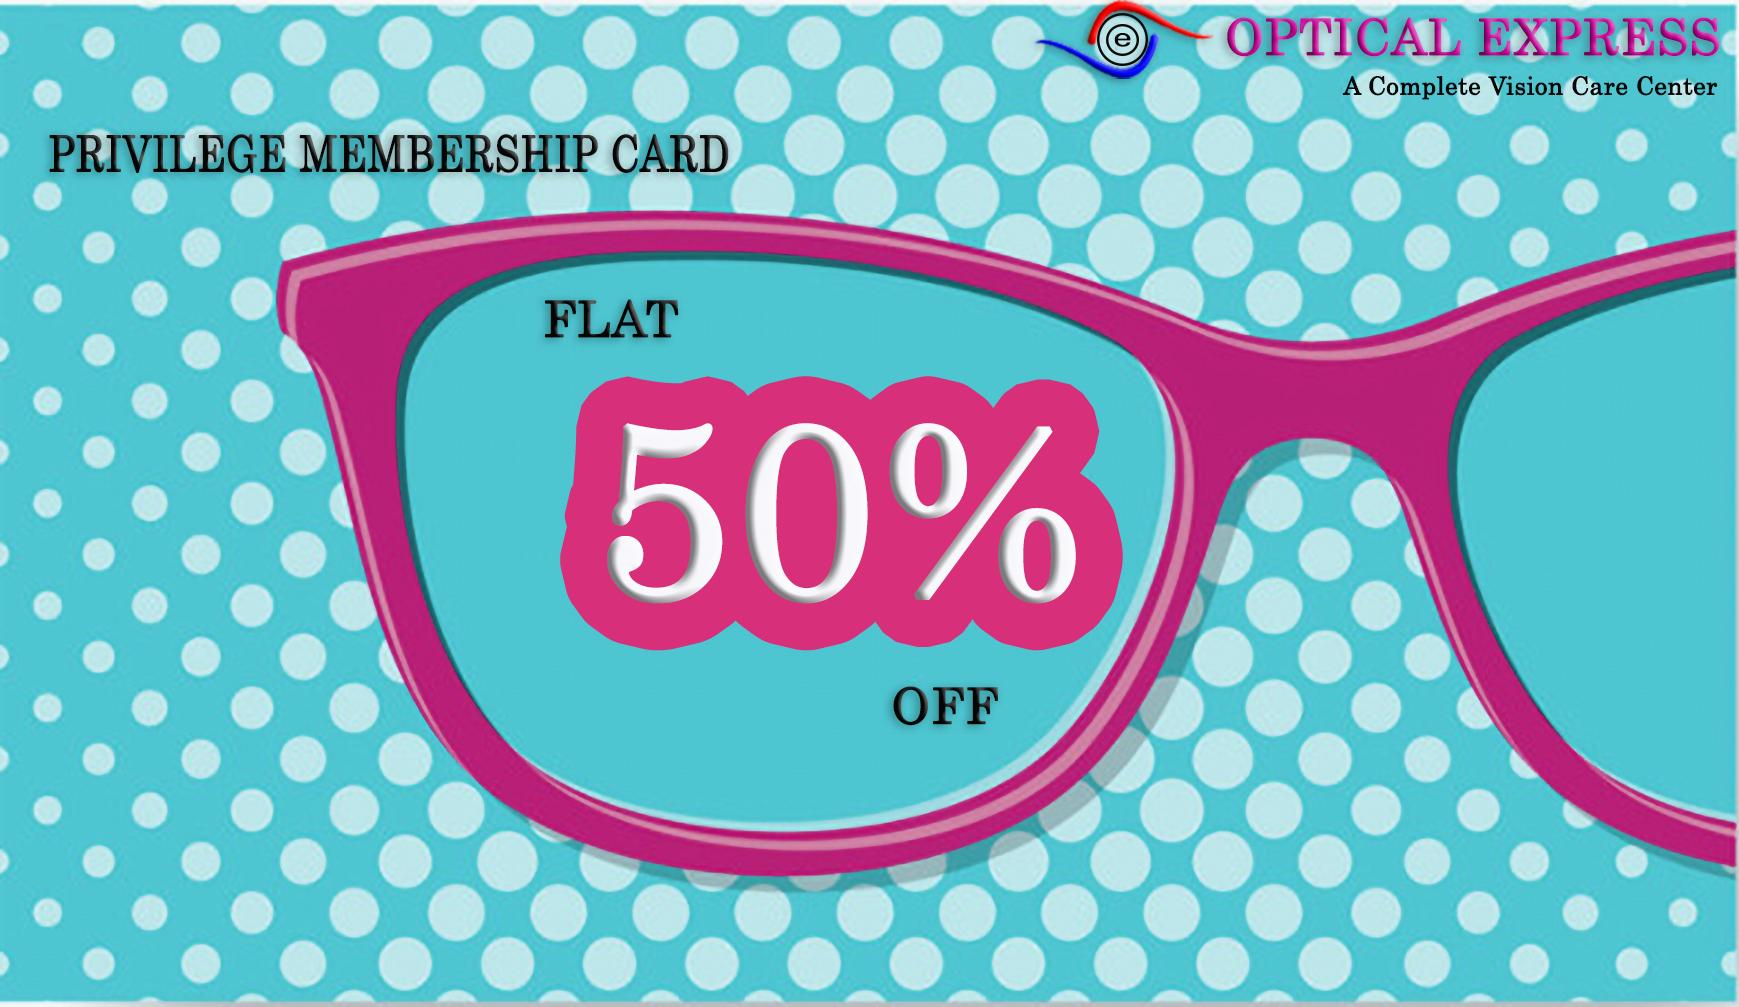 e
OPTICAL EXPRESS
A Complete Vision Care Center
PRIVILEGE MEMBERSHIP CARD
FLAT
50%
OFF